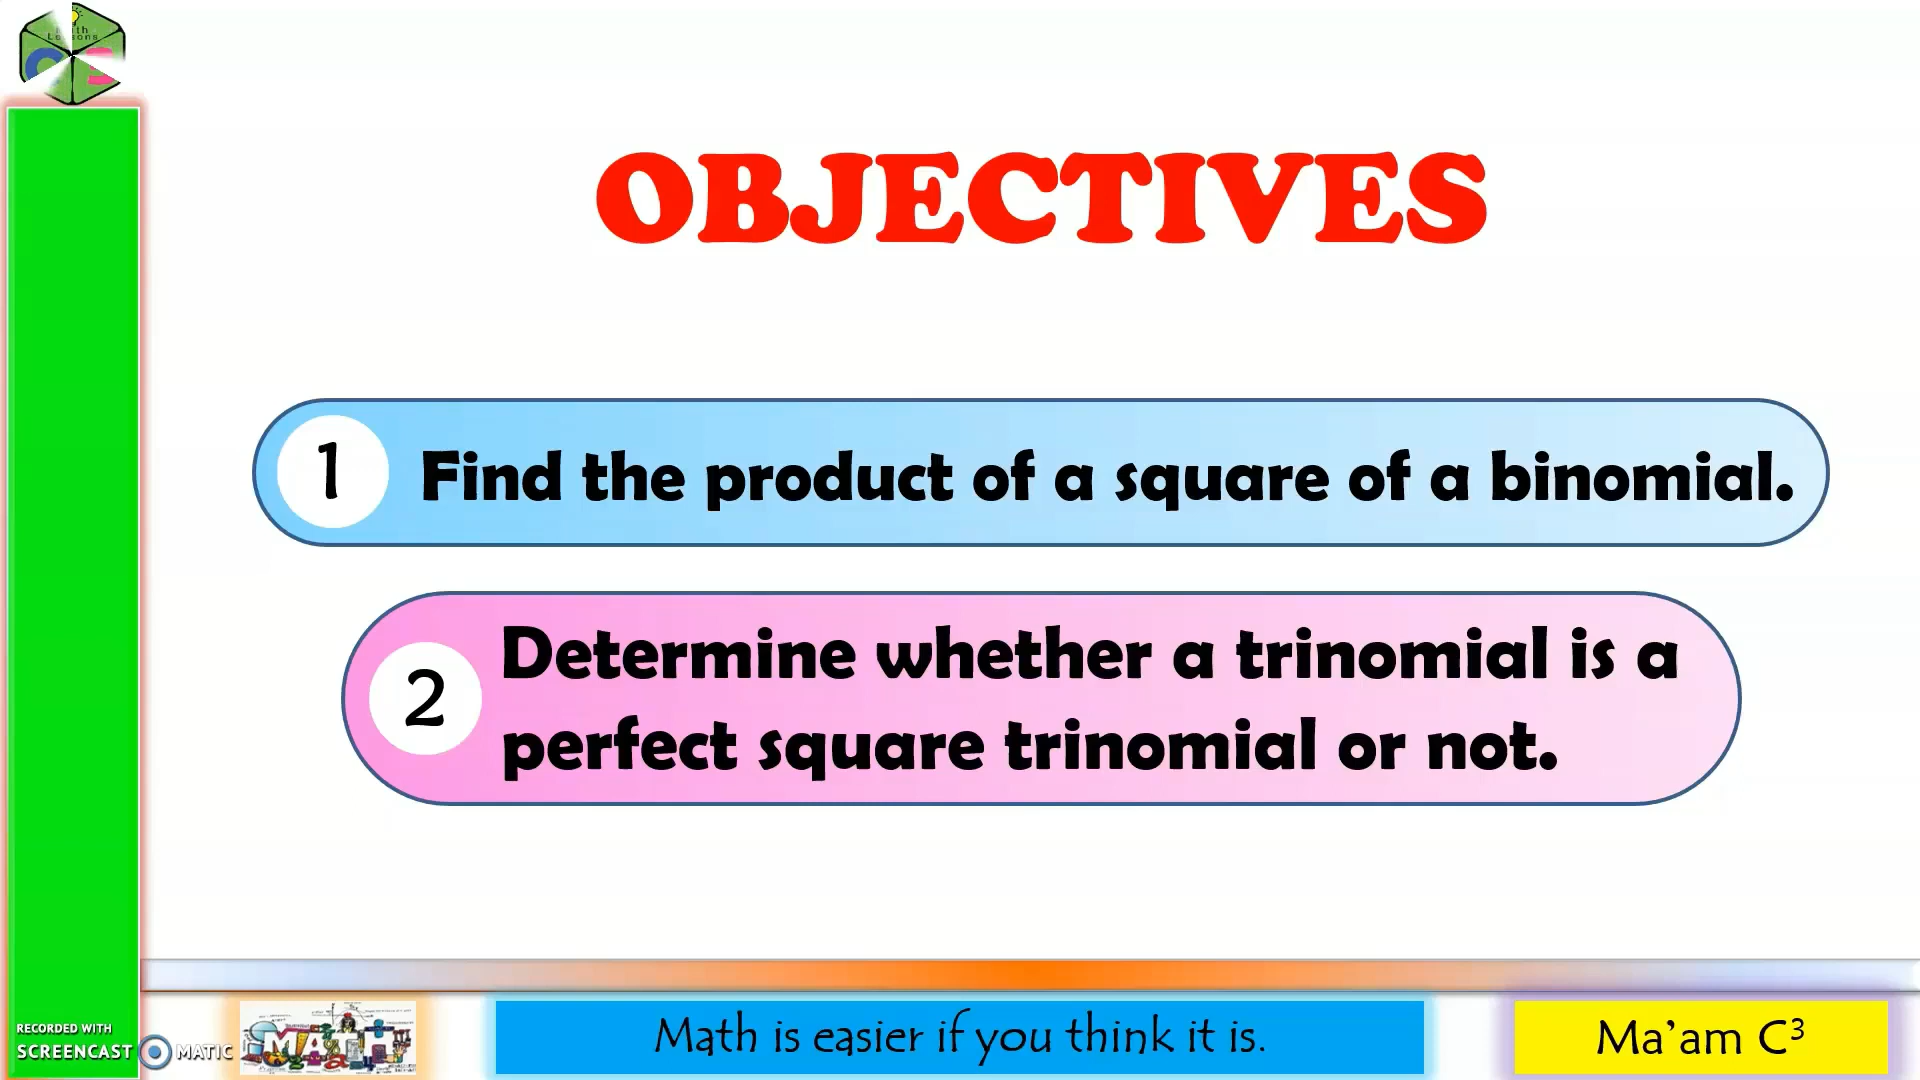 OBJECTIVES
1
Find the product of a square of a binomial.
2
Determine whether a trinomial is a
perfect square trinomial or not.
RECORDED WITH
SCREENCAST MATIC
MATH
Math is easier if you think it is.
Ma’am C³